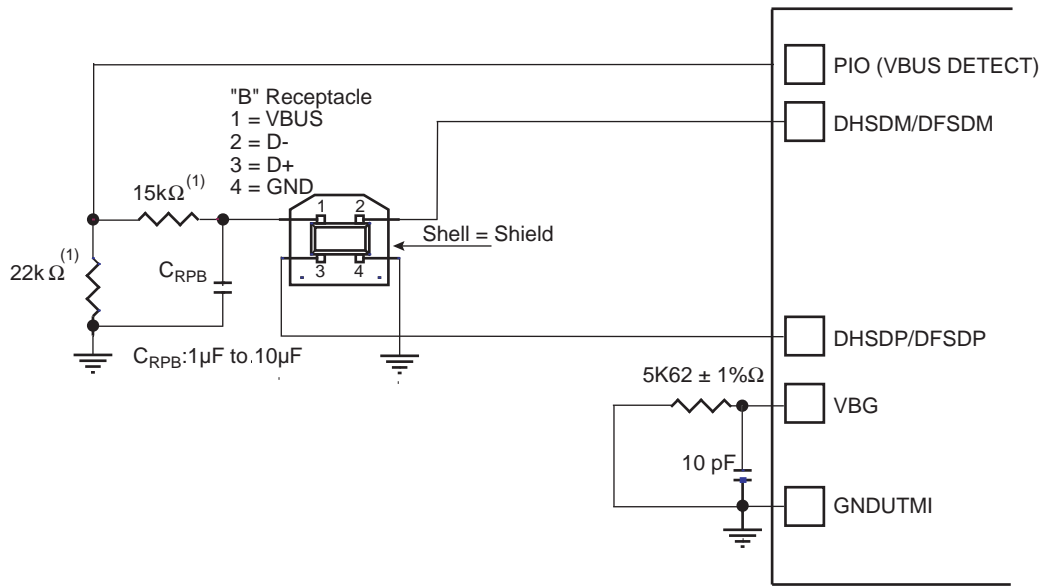 PIO (VBUS DETECT)
"B" Receptacle
1 = VBUS
2 = D-
3 = D+
4 = GND
DHSDM/DFSDM
15kΩ(1)
1 2
Shell = Shield
22k Ω(1)
CRPB
3 4
CRPB:1µF to 10µF
DHSDP/DFSDP
5K62 ± 1%Ω
VBG
10 pF
GNDUTMI